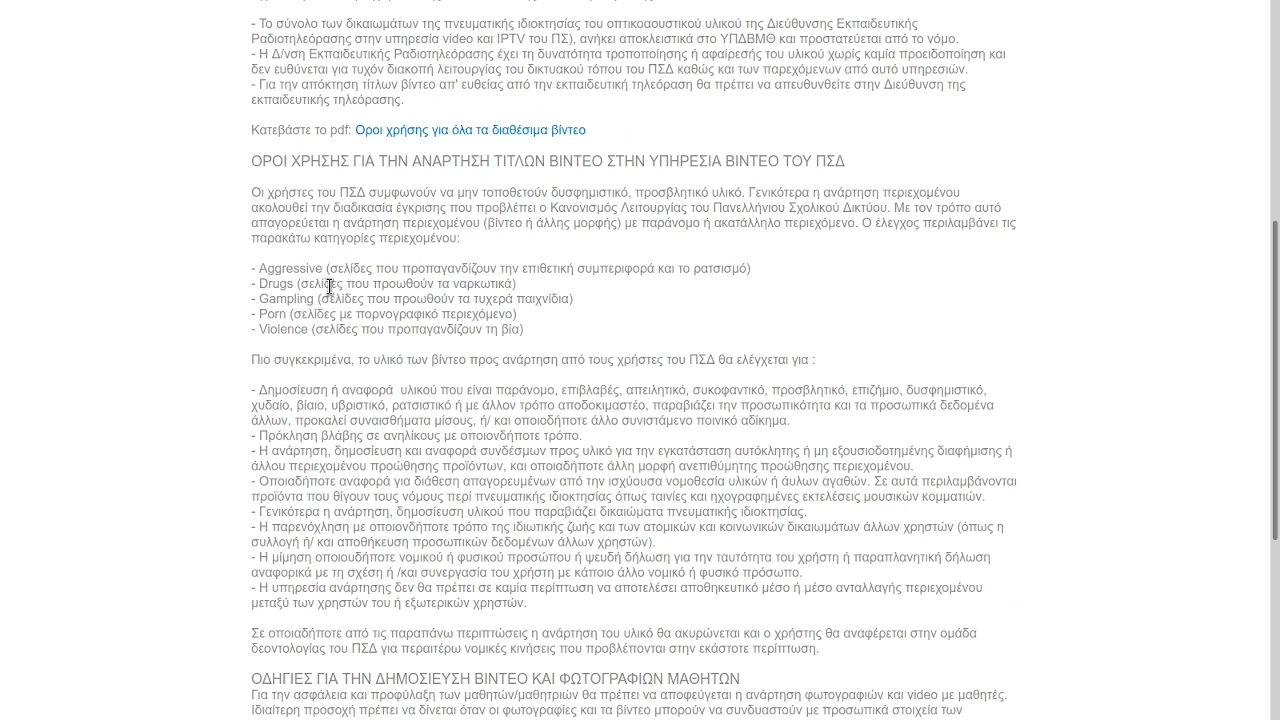 - Το σύνολο των δικαιωμάτων της πνευματικής ιδιοκτησίας του οπτικοαουστικού υλικού της Διεύθυνσης Εκπαιδευτικής
Ραδιοτηλεόρασης στην υπηρεσία video και IPTV του ΠΣ), ανήκει αποκλειστικά στο ΥΠΔΒΜΘ και προστατεύεται από το νόμο.
- Η Δ/νση Εκπαιδευτικής Ραδιοτηλεόρασης έχει τη δυνατότητα τροποποίησης ή αφαίρεσής του υλικού χωρίς καμία προειδοποίηση και
δεν ευθύνεται για τυχόν διακοπή λειτουργίας του δικτυακού τόπου του ΠΣΔ καθώς και των παρεχόμενων από αυτό υπηρεσιών.
- Για την απόκτηση τίτλων βίντεο απ' ευθείας από την εκπαιδευτική τηλεόραση θα πρέπει να απευθυνθείτε στην Διεύθυνση της
εκπαιδευτικής τηλεόρασης.
Κατεβάστε το pdf: Οροι χρήσης για όλα τα διαθέσιμα βίντεο
ΟΡΟΙ ΧΡΗΣΗΣ ΓΙΑ ΤΗΝ ΑΝΑΡΤΗΣΗ ΤΙΤΛΩΝ ΒΙΝΤΕΟ ΣΤΗΝ ΥΠΗΡΕΣΙΑ ΒΙΝΤΕΟ ΤΟΥ ΠΣΔ
Οι χρήστες του ΠΣΔ συμφωνούν να μην τοποθετούν δυσφημιστικό, προσβλητικό υλικό. Γενικότερα η ανάρτηση περιεχομένου
ακολουθεί την διαδικασία έγκρισης που προβλέπει ο Κανονισμός Λειτουργίας του Πανελλήνιου Σχολικού Δικτύου. Με τον τρόπο αυτό
απαγορεύεται η ανάρτηση περιεχομένου (βίντεο ή άλλης μορφής) με παράνομο ή ακατάλληλο περιεχόμενο. Ο έλεγχος περιλαμβάνει τις
παρακάτω κατηγορίες περιεχομένου:
- Aggressive (σελίδες που προπαγανδίζουν την επιθετική συμπεριφορά και το ρατσισμό)
- Drugs (σελίδες που προωθούν τα ναρκωτικά)
- Gampling (σελίδες που προωθούν τα τυχερά παιχνίδια)
- Porn (σελίδες με πορνογραφικό περιεχόμενο)
- Violence (σελίδες που προπαγανδίζουν τη βία)
Πιο συγκεκριμένα, το υλικό των βίντεο προς ανάρτηση από τους χρήστες του ΠΣΔ θα ελέγχεται για :
- Δημοσίευση ή αναφορά  υλικού που είναι παράνομο, επιβλαβές, απειλητικό, συκοφαντικό, προσβλητικό, επιζήμιο, δυσφημιστικό,
χυδαίο, βίαιο, υβριστικό, ρατσιστικό ή με άλλον τρόπο αποδοκιμαστέο, παραβιάζει την προσωπικότητα και τα προσωπικά δεδομένα
άλλων, προκαλεί συναισθήματα μίσους, ή/ και οποιοδήποτε άλλο συνιστάμενο ποινικό αδίκημα.
- Πρόκληση βλάβης σε ανηλίκους με οποιονδήποτε τρόπο.
- Η ανάρτηση, δημοσίευση και αναφορά συνδέσμων προς υλικό για την εγκατάσταση αυτόκλητης ή μη εξουσιοδοτημένης διαφήμισης ή
άλλου περιεχομένου προώθησης προϊόντων, και οποιαδήποτε άλλη μορφή ανεπιθύμητης προώθησης περιεχομένου.
- Οποιαδήποτε αναφορά για διάθεση απαγορευμένων από την ισχύουσα νομοθεσία υλικών ή άυλων αγαθών. Σε αυτά περιλαμβάνονται
προϊόντα που θίγουν τους νόμους περί πνευματικής ιδιοκτησίας όπως ταινίες και ηχογραφημένες εκτελέσεις μουσικών κομματιών.
- Γενικότερα η ανάρτηση, δημοσίευση υλικού που παραβιάζει δικαιώματα πνευματικής ιδιοκτησίας.
- Η παρενόχληση με οποιονδήποτε τρόπο της ιδιωτικής ζωής και των ατομικών και κοινωνικών δικαιωμάτων άλλων χρηστών (όπως η
συλλογή ή/ και αποθήκευση προσωπικών δεδομένων άλλων χρηστών).
- Η μίμηση οποιουδήποτε νομικού ή φυσικού προσώπου ή ψευδή δήλωση για την ταυτότητα του χρήστη ή παραπλανητική δήλωση
αναφορικά με τη σχέση ή /και συνεργασία του χρήστη με κάποιο άλλο νομικό ή φυσικό πρόσωπο.
- Η υπηρεσία ανάρτησης δεν θα πρέπει σε καμία περίπτωση να αποτελέσει αποθηκευτικό μέσο ή μέσο ανταλλαγής περιεχομένου
μεταξύ των χρηστών του ή εξωτερικών χρηστών.
Σε οποιαδήποτε από τις παραπάνω περιπτώσεις η ανάρτηση του υλικό θα ακυρώνεται και ο χρήστης θα αναφέρεται στην ομάδα
δεοντολογίας του ΠΣΔ για περαιτέρω νομικές κινήσεις που προβλέπονται στην εκάστοτε περίπτωση.
ΟΔΗΓΙΕΣ ΓΙΑ ΤΗΝ ΔΗΜΟΣΙΕΥΣΗ ΒΙΝΤΕΟ ΚΑΙ ΦΩΤΟΓΡΑΦΙΩΝ ΜΑΘΗΤΩΝ
Για την ασφάλεια και προφύλαξη των μαθητών/μαθητριών θα πρέπει να αποφεύγεται η ανάρτηση φωτογραφιών και video με μαθητές.
Ιδιαίτερη προσοχή πρέπει να δίνεται όταν οι φωτογραφίες και τα βίντεο μπορούν να συνδυαστούν με προσωπικά στοιχεία των